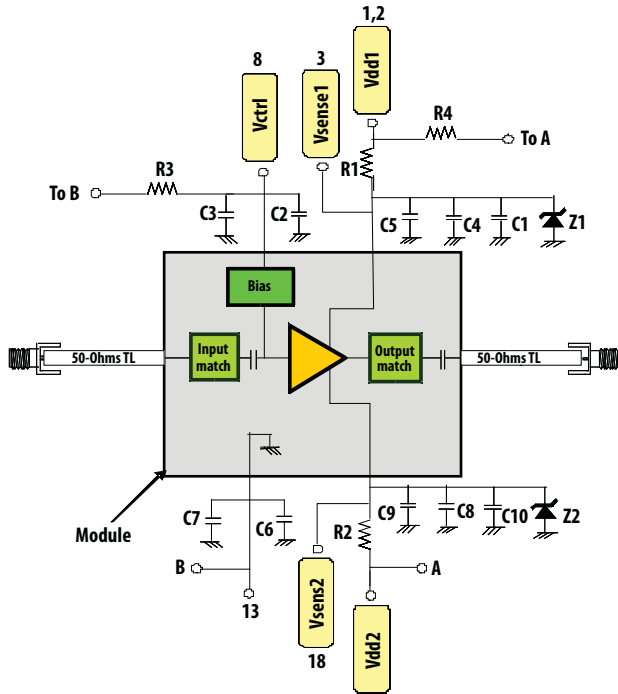 1,2
8
3
Vctrl
Vsense1
Vdd1
R4
To A
R3
R1
To B
C3
C2
C5
C4
C1
Z1
Bias
50-Ohms TL
Input
match
Output
match
50-Ohms TL
C7
C6
C9
C8
C10
Z2
Module
R2
B
A
13
Vsens2
Vdd2
18